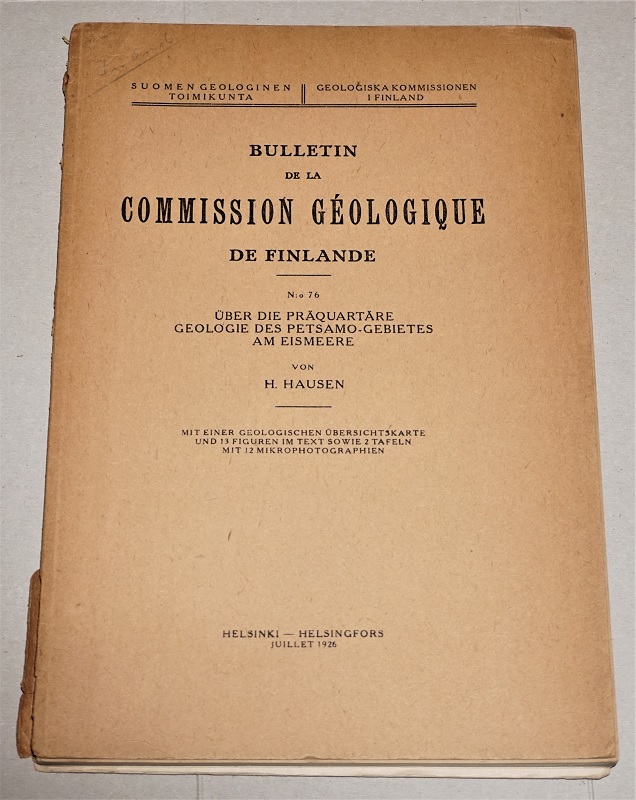 SUOMEN GEOLOGINEN
TOIMIKUNTA
GEOLOGISKA KOMMISSIONEN
I FINLAND
BULLETIN
DE LA
COMMISSION GÉOLOGIQUE
DE FINLANDE
N:o 76
ÜBER DIE PRÄQUARTÄRE
GEOLOGIE DES PETSAMO-GEBIETES
AM EISMEERE
VON
H. HAUSEN
MIT EINER GEOLOGISCHEN ÜBERSICHTSKARTE
UND 13 FIGUREN IM TEXT SOWIE 2 TAFELN
MIT 12 MIKROPHOTOGRAPHIEN
HELSINKI — HELSINGFORS
JUILLET 1926